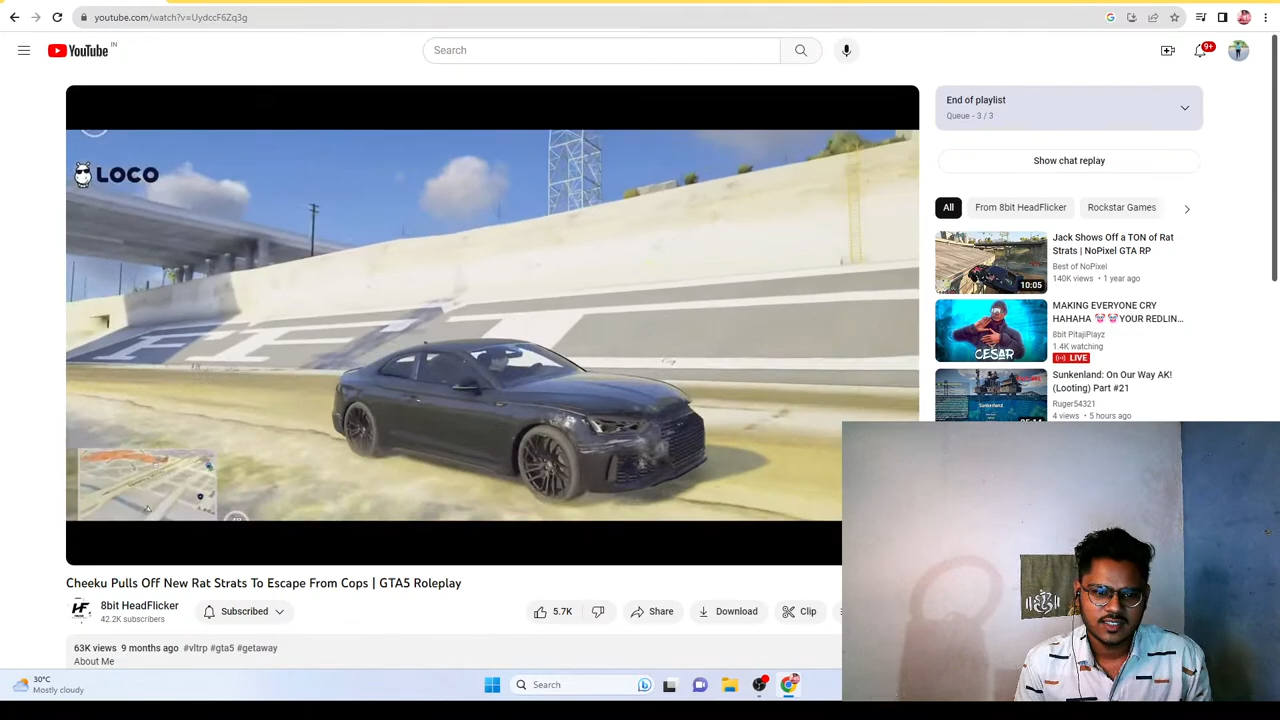 youtube.com/watch?v=UydccF6Zq3g
YouTube IN
Search
9+
LOCO
End of playlist
Queue - 3 / 3
Show chat replay
All
From 8bit HeadFlicker
Rockstar Games
Jack Shows Off a TON of Rat
Strats | NoPixel GTA RP
Best of NoPixel
140K views • 1 year ago
10:05
MAKING EVERYONE CRY
HAHAHA 🤡🤡YOUR REDLIN...
8bit PitajiPlayz
1.4K watching
LIVE
CESAR
Sunkenland: On Our Way AK!
(Looting) Part #21
Ruger54321
4 views • 5 hours ago
Cheeku Pulls Off New Rat Strats To Escape From Cops | GTA5 Roleplay
HF
8bit HeadFlicker
42.2K subscribers
Subscribed
5.7K
Share
Download
Clip
63K views 9 months ago #vltrp #gta5 #getaway
About Me
30°C
Mostly cloudy
Search